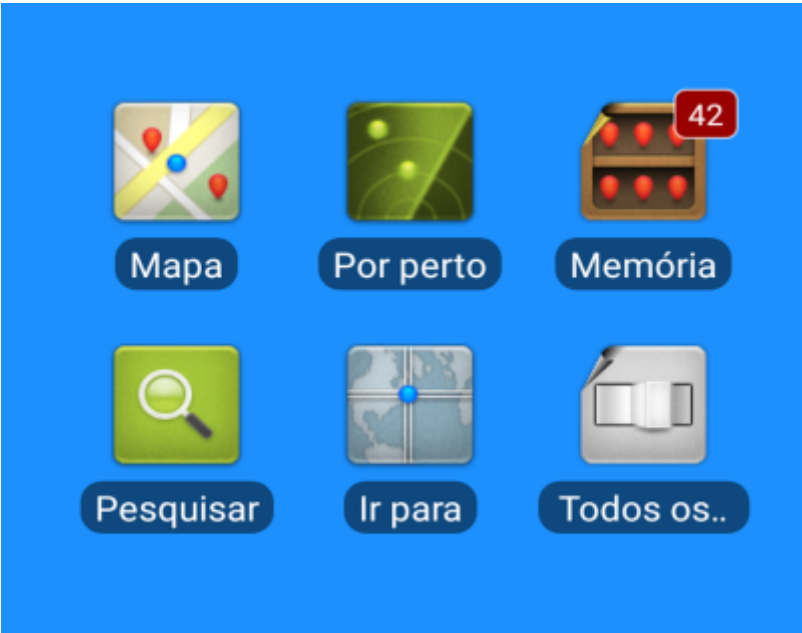 42
Mapa
Por perto
Memória
Pesquisar
Ir para
Todos os..